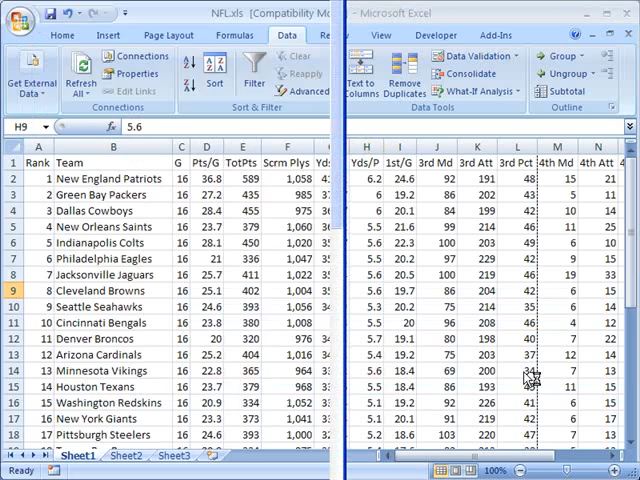 NFL.xls [Compatibility Mo - Microsoft Excel
Home Insert Page Layout Formulas Data View Developer Add-Ins
Get External Data
Refresh All
Connections
Properties
Edit Links
Connections
Sort
Filter
Clear
Reapply
Advanced
Sort & Filter
Text to Columns
Remove Duplicates
Data Validation
Consolidate
What-If Analysis
Data Tools
Group
Ungroup
Subtotal
Outline
H9 fx 5.6
A B C D E F H I J K L M N
1 Rank Team G Pts/G TotPts Scrm Plys Yds Yds/P 1st/G 3rd Md 3rd Att 3rd Pct 4th Md 4th Att
2 1 New England Patriots 16 36.8 589 1,058 6.2 24.6 92 191 48 15 21
3 2 Green Bay Packers 16 27.2 435 985 6 19.2 86 202 43 5 11
4 3 Dallas Cowboys 16 28.4 455 975 6 20.1 84 199 42 10 14
5 4 New Orleans Saints 16 23.7 379 1,060 5.5 21.6 99 214 46 11 25
6 5 Indianapolis Colts 16 28.1 450 1,020 5.6 22.3 100 203 49 6 10
7 6 Philadelphia Eagles 16 21 336 1,047 5.5 20.2 97 229 42 9 21
8 7 Jacksonville Jaguars 16 25.7 411 1,022 5.6 20.5 100 219 46 19 33
9 8 Cleveland Browns 16 25.1 402 1,004 5.6 19.7 86 204 42 6 21
10 9 Seattle Seahawks 16 24.6 393 1,056 5.3 20.2 75 214 35 6 14
11 10 Cincinnati Bengals 16 23.8 380 1,008 5.5 20 96 208 46 4 12
12 11 Denver Broncos 16 20 320 976 5.7 19.1 80 198 40 7 22
13 12 Arizona Cardinals 16 25.2 404 5.4 19.2 75 201 37 12 14
14 13 Minnesota Vikings 16 22.8 365 964 5.6 18.4 69 200 34 7 13
15 14 Houston Texans 16 23.7 379 5.5 18.4 86 193 11 15
16 15 Washington Redskins 16 20.9 334 5.1 19.2 91 220 41 6 15
17 16 New York Giants 16 23.3 373 1,041 5.1 20.1 91 219 42 6 17
18 17 Pittsburgh Steelers 16 24.6 393 1,000 5.2 18.6 103 220 47 7 13
Sheet1 Sheet2 Sheet3
Ready 100%